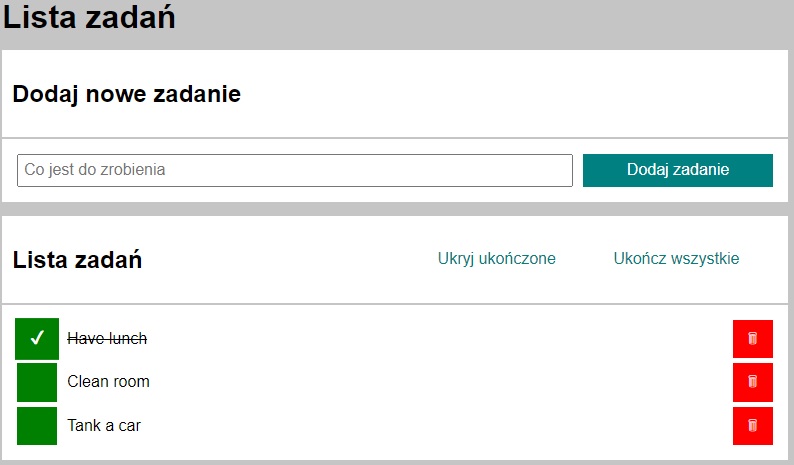 Lista zadań
Dodaj nowe zadanie
Co jest do zrobienia
Dodaj zadanie
Lista zadań
Ukryj ukończone
Ukończ wszystkie
Have lunch
Clean room
Tank a car